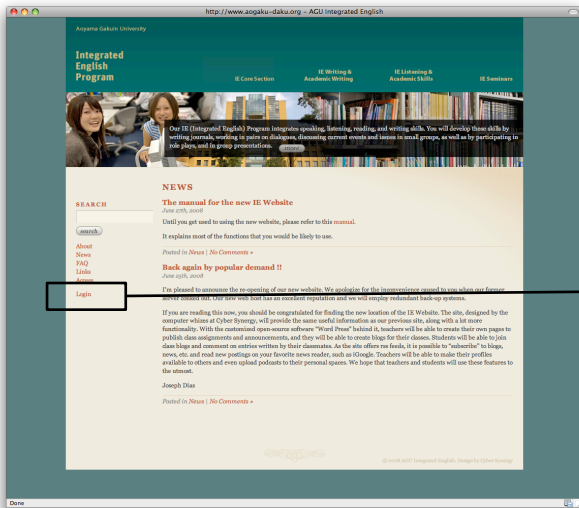 http://www.aogaku-daku.org – AGU Integrated English
Aoyama Gakuin University
Integrated
English
Program
IE Core Section
IE Writing &
Academic Writing
IE Listening &
Academic Skills
IE Seminars
Our IE (Integrated English) Program integrates speaking, listening, reading, and writing skills. You will develop these skills by
writing journals, working in pairs on dialogues, discussing current events and issues in small groups, as well as by participating in
role plays, and in group presentations.
more
SEARCH
search
About
News
FAQ
Links
Access
Login
NEWS
The manual for the new IE Website
June 27th, 2008
Until you get used to using the new website, please refer to this manual.
It explains most of the functions that you would be likely to use.
Posted in News | No Comments »
Back again by popular demand !!
June 25th, 2008
I'm pleased to announce the re-opening of our new website. We apologize for the inconvenience caused to you when our former
server conked out. Our new web host has an excellent reputation and we will employ redundant back-up systems.
If you are reading this now, you should be congratulated for finding the new location of the IE Website. The site, designed by the
computer whizes at Cyber Synergy, will provide the same useful information as our previous site, along with a lot more
functionality. With the customized open-source software "Word Press" behind it, teachers will be able to create their own pages to
publish class assignments and announcements, and they will be able to create blogs for their classes. Students will be able to join
class blogs and comment on entries written by their classmates. As the site offers rss feeds, it is possible to "subscribe" to blogs,
news, etc. and read new postings on your favorite news reader, such as iGoogle. Teachers will be able to make their profiles
available to others and even upload podcasts to their personal spaces. We hope that teachers and students will use these features to
the utmost.
Joseph Dias
Posted in News | No Comments »
© 2008 AGU Integrated English. Design by Cyber Synergy
Done